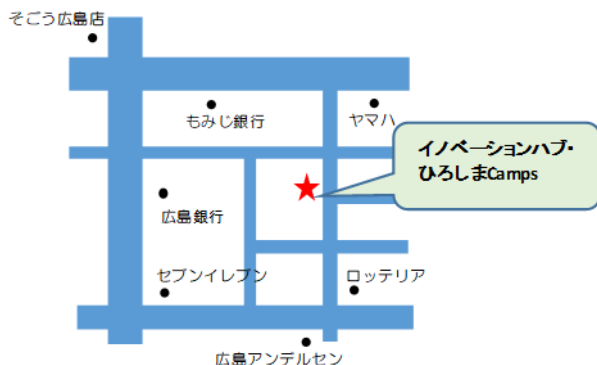 そごう広島店
もみじ銀行
ヤマハ
イノベーションハブ・
ひろしまCamps
広島銀行
セブンイレブン
ロッテリア
広島アンデルセン